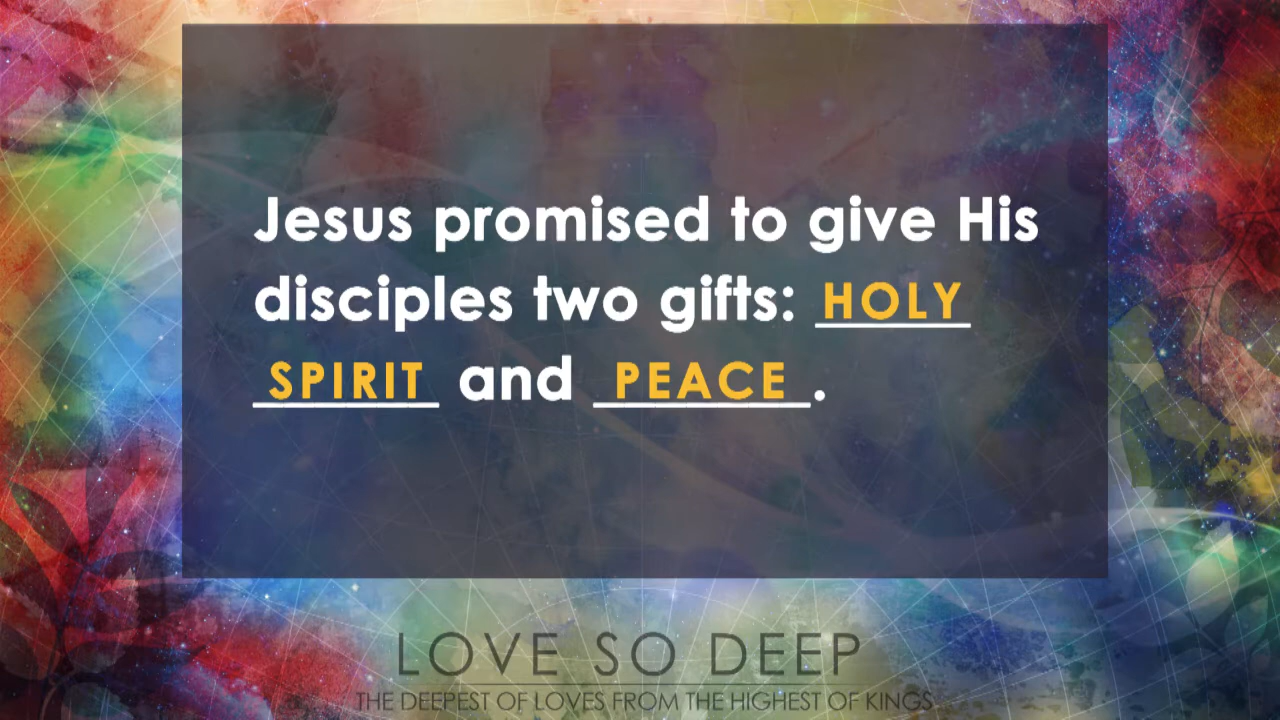 Jesus promised to give His
disciples two gifts: HOLY
SPIRIT and PEACE.
LOVE SO DEEP
THE DEEPEST OF LOVES FROM THE HIGHEST OF KINGS